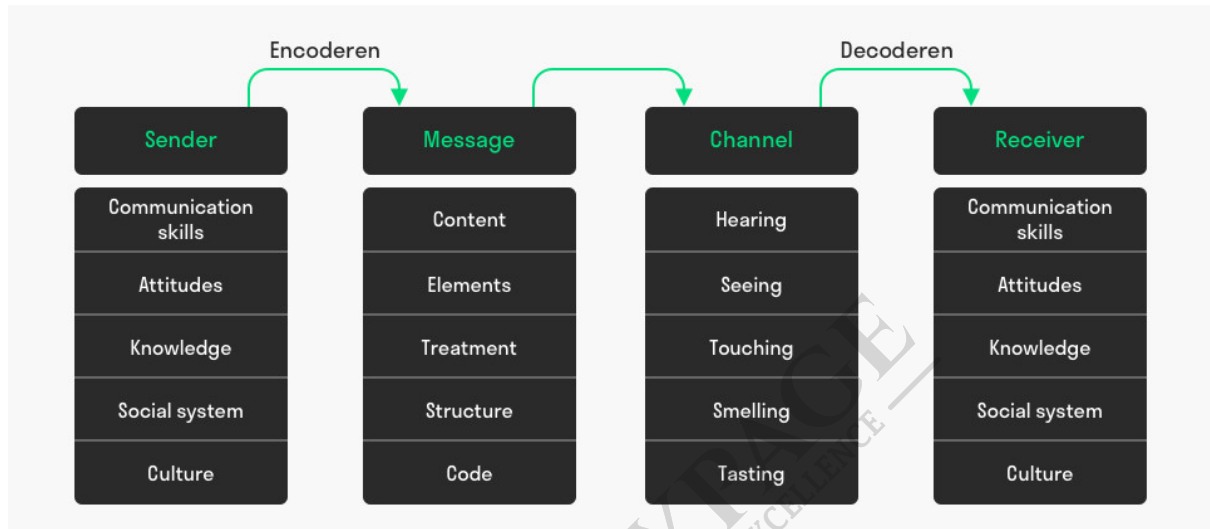 Encoderen
Decoderen
Sender
Message
Channel
Receiver
Communication
skills
Content
Hearing
Communication
skills
Attitudes
Elements
Seeing
Attitudes
Knowledge
Treatment
Touching
Knowledge
Social system
Structure
Smelling
Social system
Culture
Code
Tasting
Culture